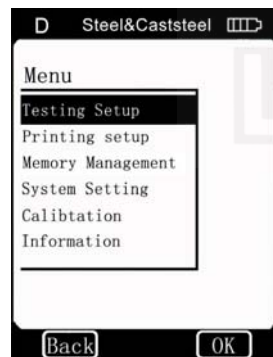 D Steel&Caststeel
Menu
Testing Setup
Printing setup
Memory Management
System Setting
Calibtation
Information
Back OK